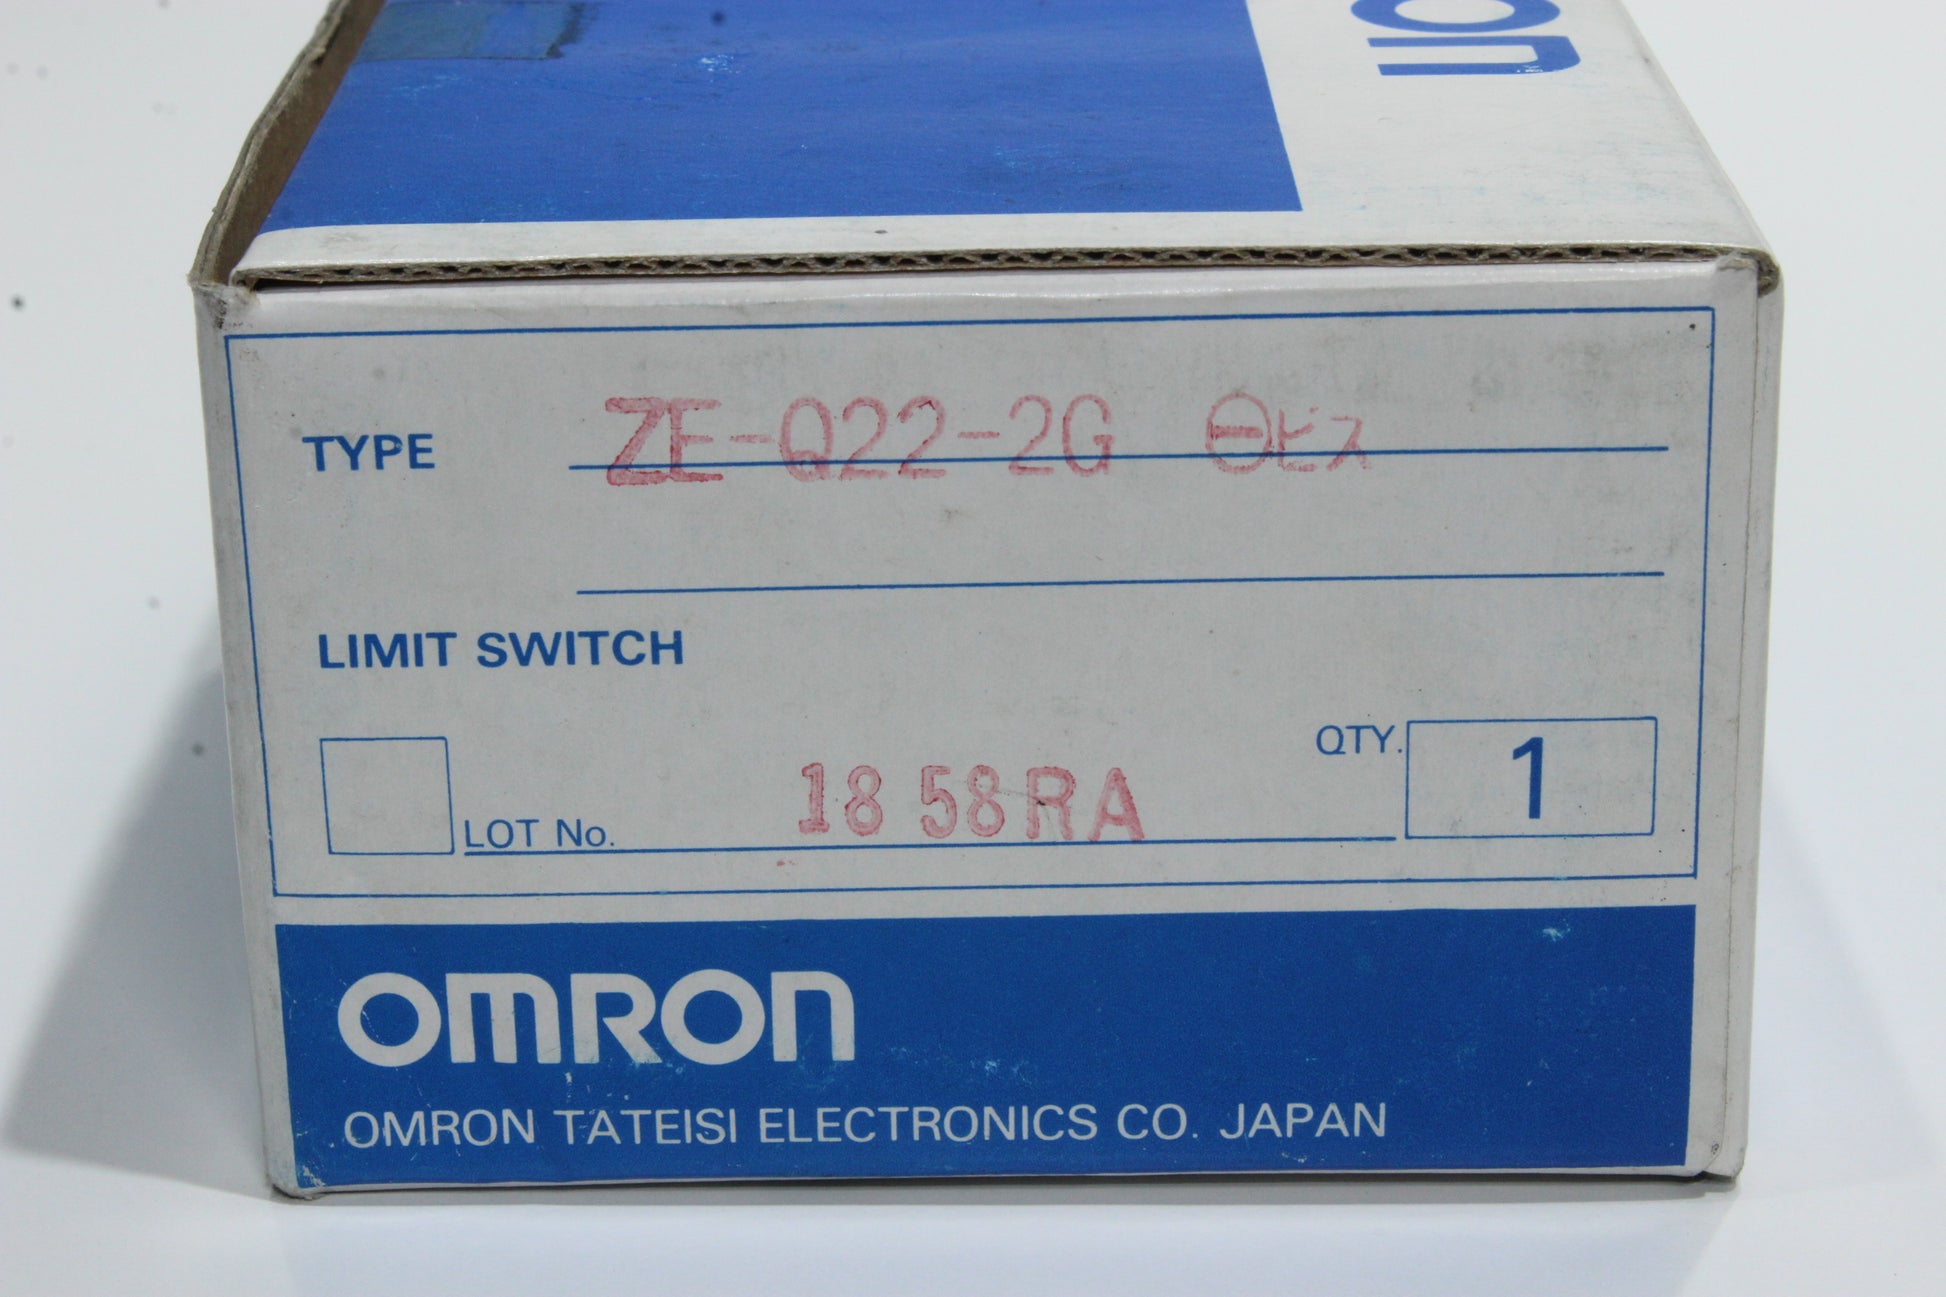 on
TYPE ZE-Q22-2G ⊖ビス
LIMIT SWITCH
QTY. 1
LOT No. 18 58RA
OMRON
OMRON TATEISI ELECTRONICS CO. JAPAN